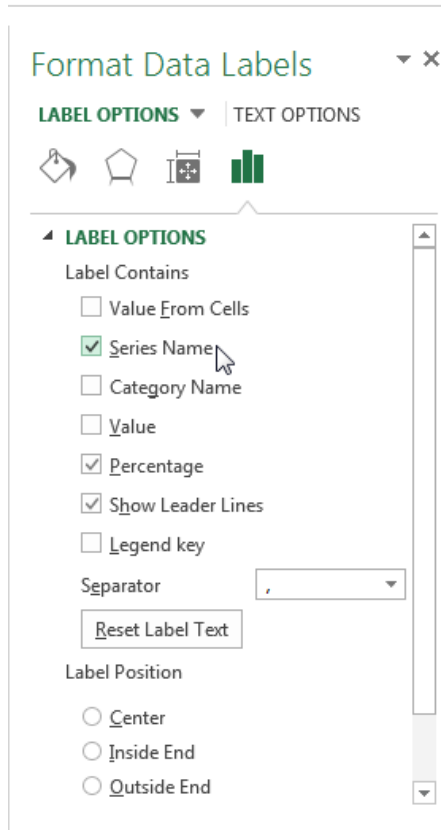 Format Data Labels
LABEL OPTIONS TEXT OPTIONS
LABEL OPTIONS
Label Contains
Value From Cells
Series Name
Category Name
Value
Percentage
Show Leader Lines
Legend key
Separator ,
Reset Label Text
Label Position
Center
Inside End
Outside End